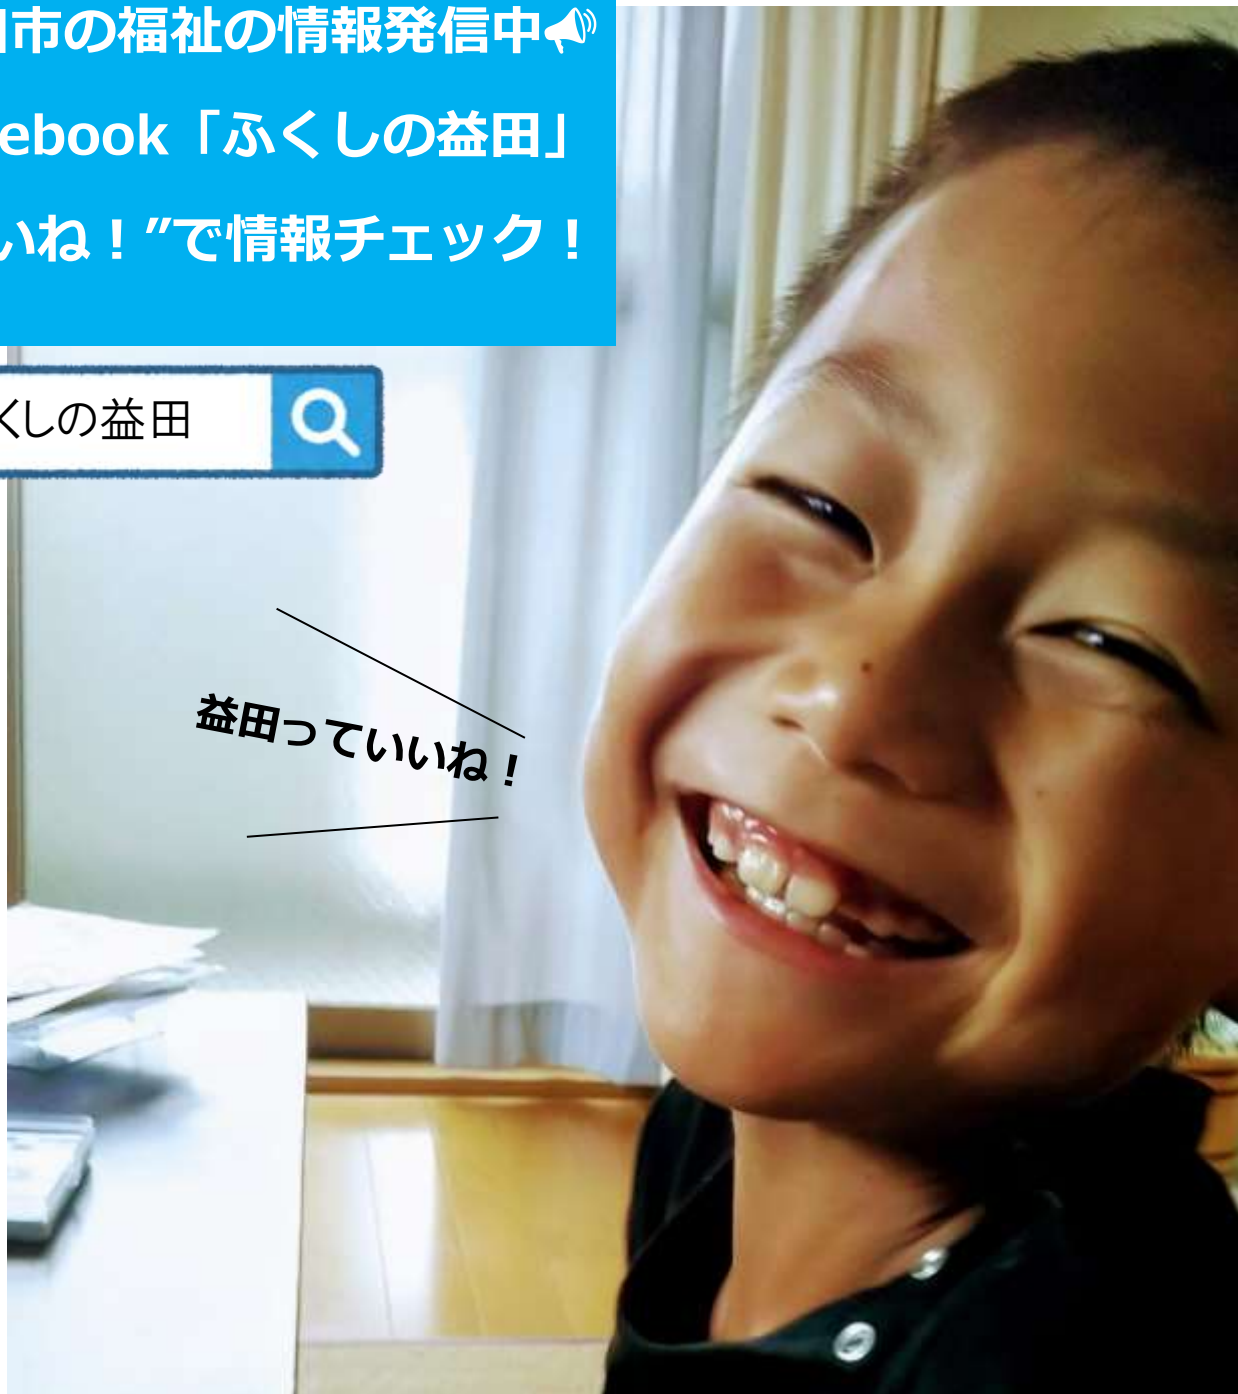 市の福祉の情報発信中
ebook「ふくしの益田」
いね！”で情報チェック！
くしの益田
益田っていいね！